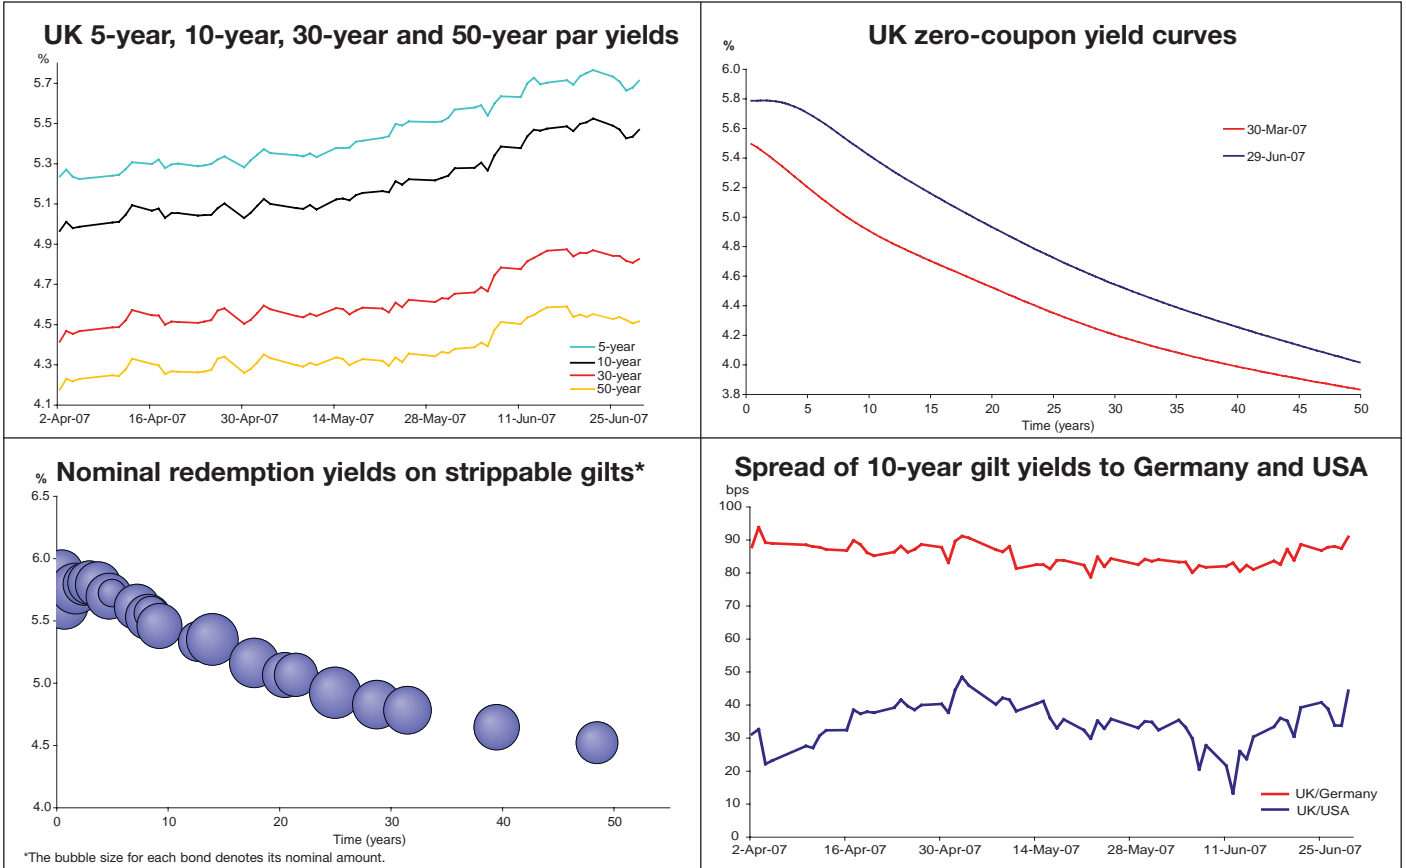 UK 5-year, 10-year, 30-year and 50-year par yields
%
5.7
5.5
5.3
5.1
4.9
4.7
4.5
4.3
4.1
5-year
10-year
30-year
50-year
2-Apr-07 16-Apr-07 30-Apr-07 14-May-07 28-May-07 11-Jun-07 25-Jun-07
UK zero-coupon yield curves
%
6.0
5.8
5.6
5.4
5.2
5.0
4.8
4.6
4.4
4.2
4.0
3.8
30-Mar-07
29-Jun-07
0 5 10 15 20 25 30 35 40 45 50
Time (years)
Nominal redemption yields on strippable gilts*
%
6.5
6.0
5.5
5.0
4.5
4.0
0 10 20 30 40 50
Time (years)
*The bubble size for each bond denotes its nominal amount.
Spread of 10-year gilt yields to Germany and USA
bps
100
90
80
70
60
50
40
30
20
10
0
UK/Germany
UK/USA
2-Apr-07 16-Apr-07 30-Apr-07 14-May-07 28-May-07 11-Jun-07 25-Jun-07